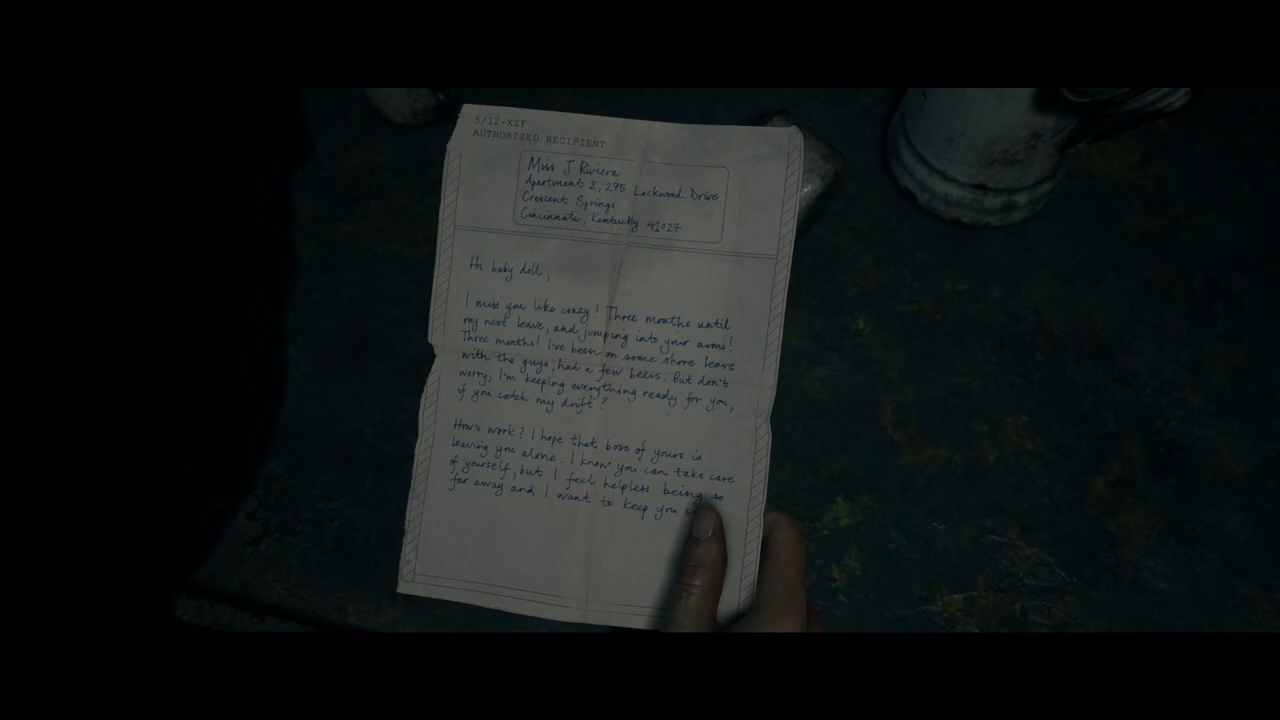 5/12-XZF
AUTHORIZED RECIPIENT
Miss J Riviera
Apartment 2, 275 Lockwood Drive
Crescent Springs
Cincinnati, Kentucky 41027
Hi baby doll,
I miss you like crazy! Three months until
my next leave, and jumping into your arms!
Three months! I've been on some shore leave
with the guys, had a few beers. But don't
worry, I'm keeping everything ready for you,
if you catch my drift?
How's work? I hope that boss of yours is
leaving you alone. I know you can take care
of yourself, but I feel helpless being so
far away and I want to keep you